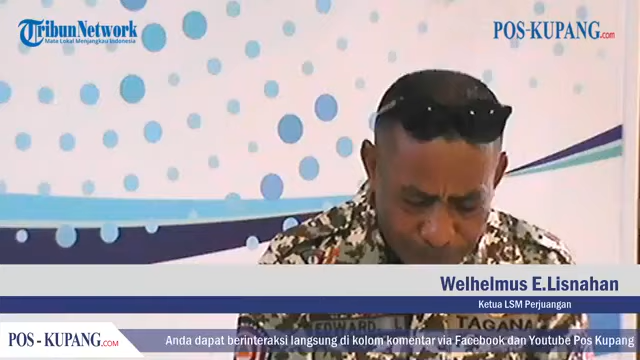 TribunNetwork
Mata Lokal Menjangkau Indonesia
POS-KUPANG.com
Welhelmus E.Lisnahan
Ketua LSM Perjuangan
EDWARD L
TAGANA
POS - KUPANG.COM
Anda dapat berinteraksi langsung di kolom komentar via Facebook dan Youtube Pos Kupang